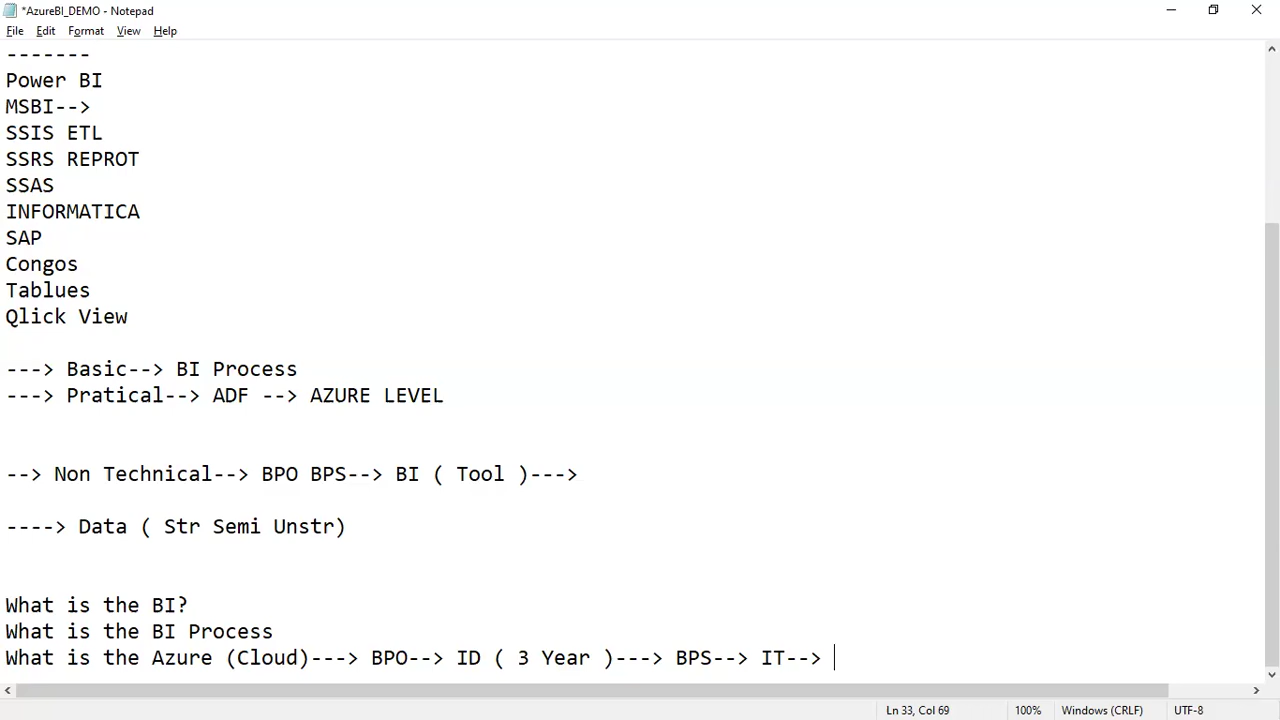 *AzureBI_DEMO - Notepad
File Edit Format View Help
-------
Power BI
MSBI-->
SSIS ETL
SSRS REPROT
SSAS
INFORMATICA
SAP
Congos
Tablues
Qlick View
---> Basic--> BI Process
---> Pratical--> ADF --> AZURE LEVEL
--> Non Technical--> BPO BPS--> BI ( Tool )--->
----> Data ( Str Semi Unstr)
What is the BI?
What is the BI Process
What is the Azure (Cloud)---> BPO--> ID ( 3 Year )---> BPS--> IT-->
Ln 33, Col 69 100% Windows (CRLF) UTF-8